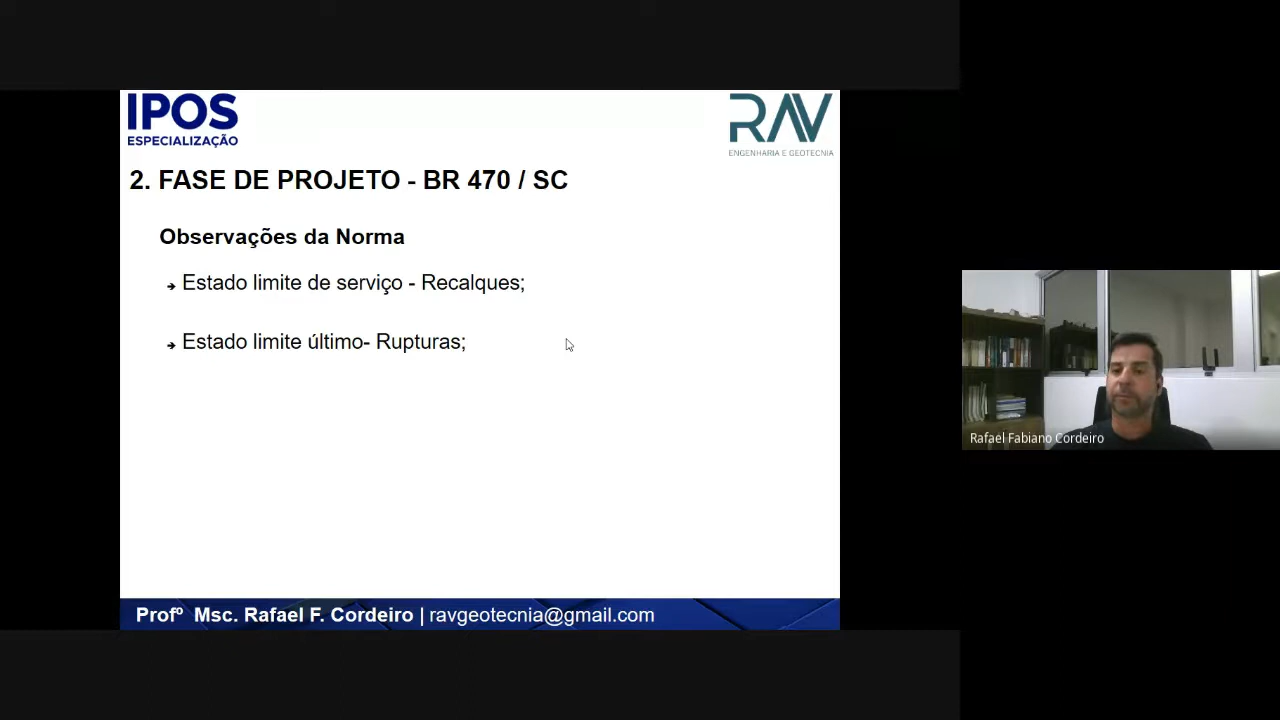 IPOS
ESPECIALIZAÇÃO
RAV
ENGENHARIA E GEOTECNIA
2. FASE DE PROJETO - BR 470 / SC
Observações da Norma
➔ Estado limite de serviço - Recalques;
➔ Estado limite último- Rupturas;
Rafael Fabiano Cordeiro
Profº Msc. Rafael F. Cordeiro | ravgeotecnia@gmail.com